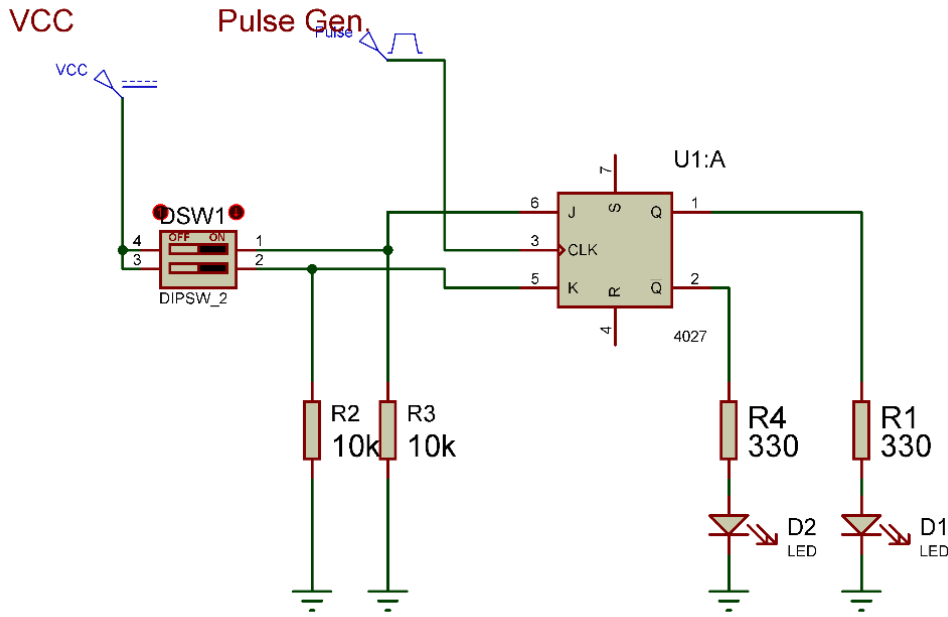 VCC
Pulse Gen.
Pulse
VCC
U1:A
7
DSW1
OFF ON
4
3
1
2
DIPSW_2
6
3
5
J
CLK
K
S
R
Q
Q
1
2
4
4027
R2
10k
R3
10k
R4
330
R1
330
D2
LED
D1
LED